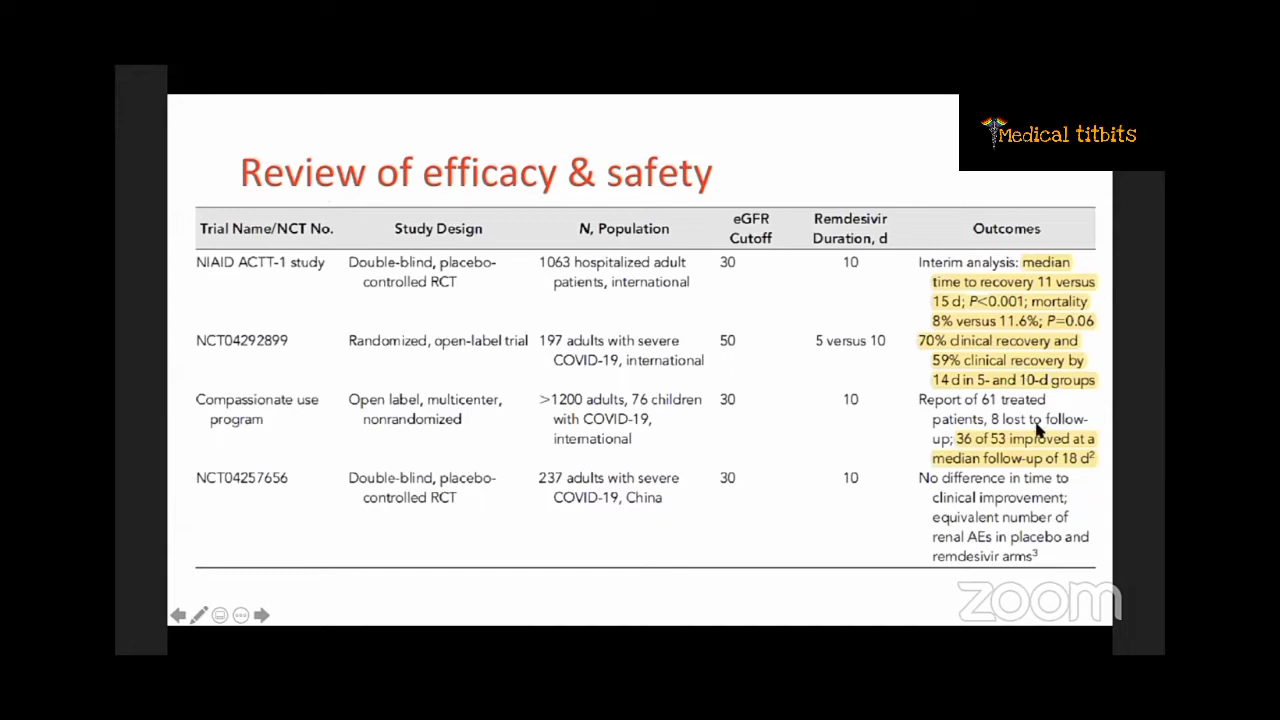 Medical titbits
Review of efficacy & safety
Trial Name/NCT No.
Study Design
N, Population
eGFR
Cutoff
Remdesivir
Duration, d
Outcomes
NIAID ACTT-1 study
Double-blind, placebo-
controlled RCT
1063 hospitalized adult
patients, international
30
10
Interim analysis: median
time to recovery 11 versus
15 d; P<0.001; mortality
8% versus 11.6%; P=0.06
NCT04292899
Randomized, open-label trial
197 adults with severe
COVID-19, international
50
5 versus 10
70% clinical recovery and
59% clinical recovery by
14 d in 5- and 10-d groups
Compassionate use
program
Open label, multicenter,
nonrandomized
>1200 adults, 76 children
with COVID-19,
international
30
10
Report of 61 treated
patients, 8 lost to follow-
up; 36 of 53 improved at a
median follow-up of 18 d²
NCT04257656
Double-blind, placebo-
controlled RCT
237 adults with severe
COVID-19, China
30
10
No difference in time to
clinical improvement;
equivalent number of
renal AEs in placebo and
remdesivir arms³
zoom